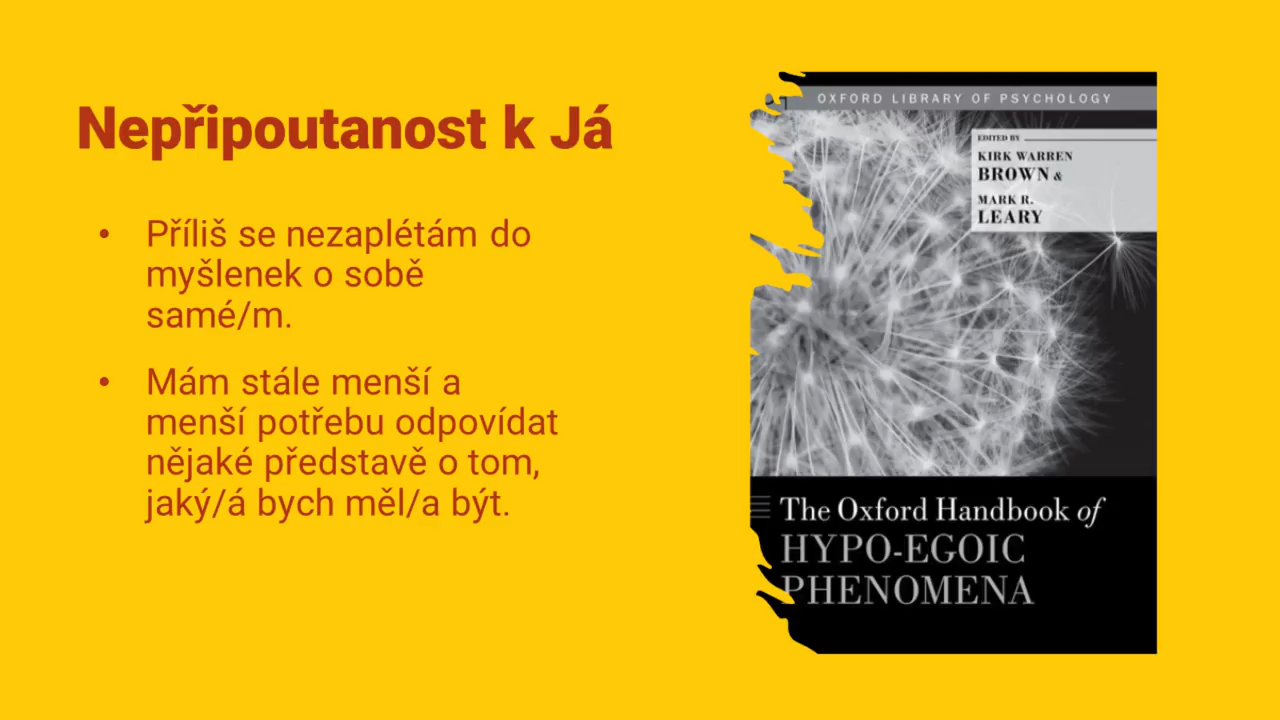 Nepřipoutanost k Já
• Příliš se nezaplétám do
myšlenek o sobě
samé/m.
• Mám stále menší a
menší potřebu odpovídat
nějaké představě o tom,
jaký/á bych měl/a být.
OXFORD LIBRARY OF PSYCHOLOGY
EDITED BY
KIRK WARREN
BROWN &
MARK R.
LEARY
The Oxford Handbook of
HYPO-EGOIC
PHENOMENA